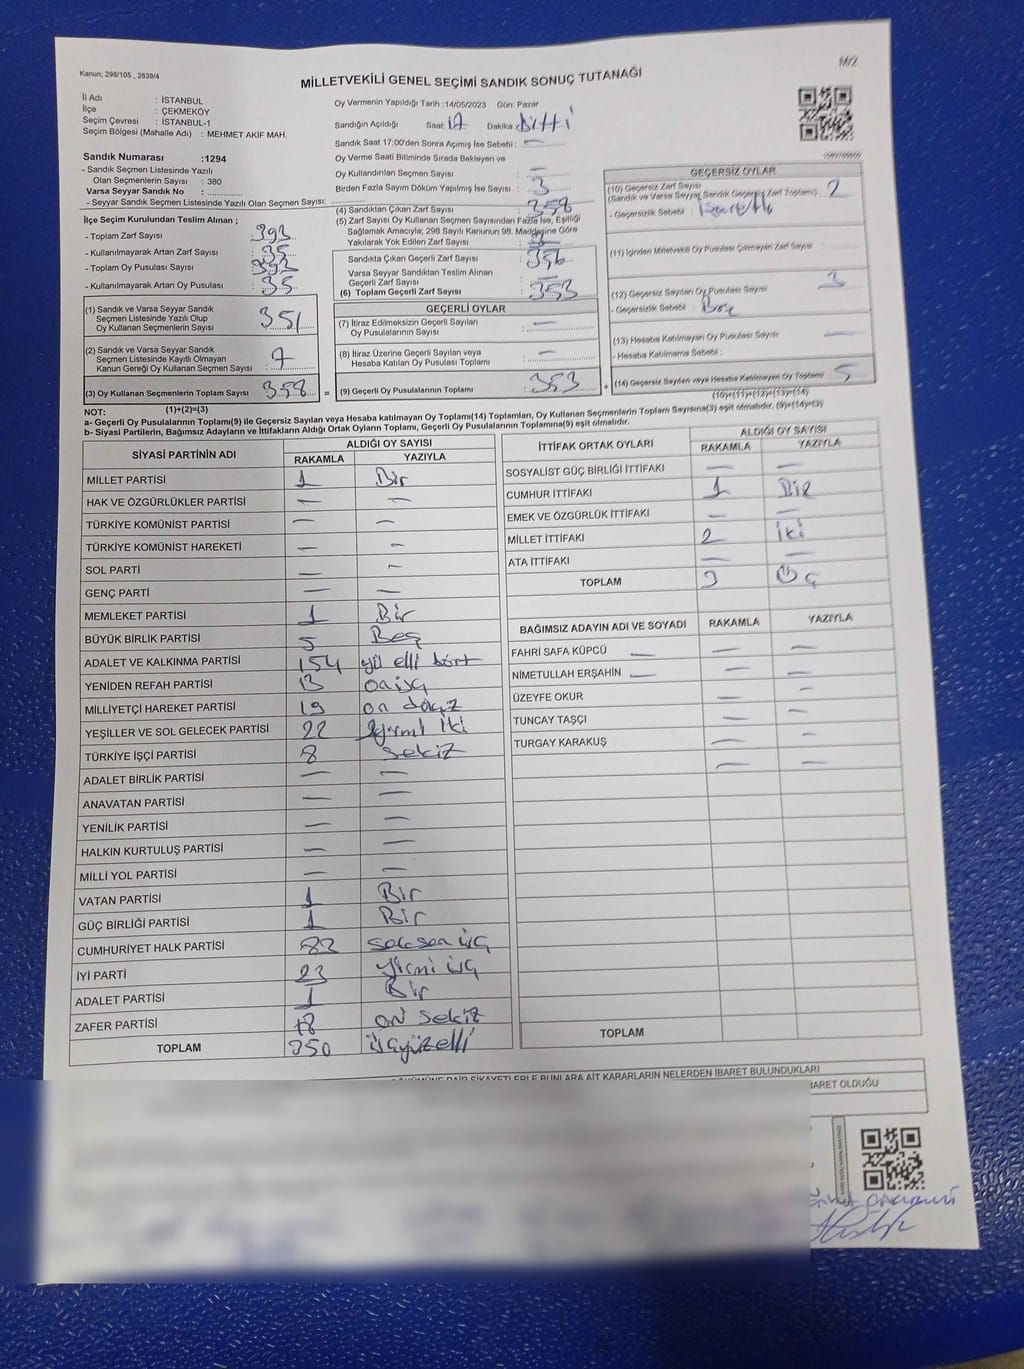 Kanun; 298/105 , 2839/4
M/2
MİLLETVEKİLİ GENEL SEÇİMİ SANDIK SONUÇ TUTANAĞI
İl Adı : İSTANBUL
İlçe : ÇEKMEKÖY
Seçim Çevresi : İSTANBUL-1
Seçim Bölgesi (Mahalle Adı) : MEHMET AKİF MAH.
Oy Vermenin Yapıldığı Tarih :14/05/2023 Gün: Pazar
Sandığın Açıldığı Saat: 17 Dakika: Bitti
Sandık Saat 17:00'den Sonra Açımış İse Sebebi : —
Oy Verme Saati Bitiminde Sırada Bekleyen ve
Oy Kullandırılan Seçmen Sayısı : —
Birden Fazla Sayım Döküm Yapılmış İse Sayısı : 3
Sandık Numarası :1294
- Sandık Seçmen Listesinde Yazılı
Olan Seçmenlerin Sayısı : 380
Varsa Seyyar Sandık No :
- Seyyar Sandık Seçmen Listesinde Yazılı Olan Seçmen Sayısı:
İlçe Seçim Kurulundan Teslim Alınan ;
- Toplam Zarf Sayısı : 393
- Kullanılmayarak Artan Zarf Sayısı : 35
- Toplam Oy Pusulası Sayısı : 393
- Kullanılmayarak Artan Oy Pusulası : 35
(1) Sandık ve Varsa Seyyar Sandık
Seçmen Listesinde Yazılı Olup
Oy Kullanan Seçmenlerin Sayısı : 351
(2) Sandık ve Varsa Seyyar Sandık
Seçmen Listesinde Kayıtlı Olmayan
Kanun Gereği Oy Kullanan Seçmen Sayısı : 7
(3) Oy Kullanan Seçmenlerin Toplam Sayısı : 358
(4) Sandıktan Çıkan Zarf Sayısı : 358
(5) Zarf Sayısı Oy Kullanan Seçmen Sayısından Fazla İse, Eşitliği
Sağlamak Amacıyla; 298 Sayılı Kanunun 98. Maddesine Göre
Yakılarak Yok Edilen Zarf Sayısı :
Sandıkta Çıkan Geçerli Zarf Sayısı : 356
Varsa Seyyar Sandıktan Teslim Alınan
Geçerli Zarf Sayısı : —
(6) Toplam Geçerli Zarf Sayısı : 353
GEÇERLİ OYLAR
(7) İtiraz Edilmeksizin Geçerli Sayılan
Oy Pusulalarının Sayısı : —
(8) İtiraz Üzerine Geçerli Sayılan veya
Hesaba Katılan Oy Pusulası Toplamı : —
= (9) Geçerli Oy Pusulalarının Toplamı : 353
GEÇERSİZ OYLAR
(10) Geçersiz Zarf Sayısı
(Sandık ve Varsa Seyyar Sandık Geçersiz Zarf Toplamı) : 2
- Geçersizlik Sebebi :
(11) İçinden Milletvekili Oy Pusulası Çıkmayan Zarf Sayısı :
(12) Geçersiz Sayılan Oy Pusulası Sayısı : 3
- Geçersizlik Sebebi : Boş
(13) Hesaba Katılmayan Oy Pusulası Sayısı : —
- Hesaba Katılmama Sebebi :
+ (14) Geçersiz Sayılan veya Hesaba Katılmayan Oy Toplamı : 5
(10)+(11)+(12)+(13)=(14)
NOT: (1)+(2)=(3)
a- Geçerli Oy Pusulalarının Toplamı(9) ile Geçersiz Sayılan veya Hesaba katılmayan Oy Toplamı(14) Toplamları, Oy Kullanan Seçmenlerin Toplam Sayısına(3) eşit olmalıdır. (9)+(14)=(3)
b- Siyasi Partilerin, Bağımsız Adayların ve İttifakların Aldığı Ortak Oyların Toplamı, Geçerli Oy Pusulalarının Toplamına(9) eşit olmalıdır.
SİYASİ PARTİNİN ADI ALDIĞI OY SAYISI
RAKAMLA YAZIYLA
MİLLET PARTİSİ 1 Bir
HAK VE ÖZGÜRLÜKLER PARTİSİ — —
TÜRKİYE KOMÜNİST PARTİSİ — —
TÜRKİYE KOMÜNİST HAREKETİ — —
SOL PARTİ — —
GENÇ PARTİ — —
MEMLEKET PARTİSİ 1 Bir
BÜYÜK BİRLİK PARTİSİ 5 Beş
ADALET VE KALKINMA PARTİSİ 154 yü elli dört
YENİDEN REFAH PARTİSİ 13 on üç
MİLLİYETÇİ HAREKET PARTİSİ 19 on dokuz
YEŞİLLER VE SOL GELECEK PARTİSİ 22 Yirmi İki
TÜRKİYE İŞÇİ PARTİSİ 8 Sekiz
ADALET BİRLİK PARTİSİ — —
ANAVATAN PARTİSİ — —
YENİLİK PARTİSİ — —
HALKIN KURTULUŞ PARTİSİ — —
MİLLİ YOL PARTİSİ — —
VATAN PARTİSİ 1 Bir
GÜÇ BİRLİĞİ PARTİSİ 1 Bir
CUMHURİYET HALK PARTİSİ 83 Seksen üç
İYİ PARTİ 23 yirmi üç
ADALET PARTİSİ 1 Bir
ZAFER PARTİSİ 18 on sekiz
TOPLAM 350 üçyüzelli
İTTİFAK ORTAK OYLARI ALDIĞI OY SAYISI
RAKAMLA YAZIYLA
SOSYALİST GÜÇ BİRLİĞİ İTTİFAKI — —
CUMHUR İTTİFAKI 1 Bir
EMEK VE ÖZGÜRLÜK İTTİFAKI — —
MİLLET İTTİFAKI 2 iki
ATA İTTİFAKI — —
TOPLAM 3 Üç
BAĞIMSIZ ADAYIN ADI VE SOYADI RAKAMLA YAZIYLA
FAHRİ SAFA KÜPCÜ — — —
NİMETULLAH ERŞAHİN — — —
ÜZEYFE OKUR — —
TUNCAY TAŞÇI — —
TURGAY KARAKUŞ — —
— —
TOPLAM
ŞİKAYETLERLE BUNLARA AİT KARARLARIN NELERDEN İBARET BULUNDUKLARI
BARET OLDUĞU